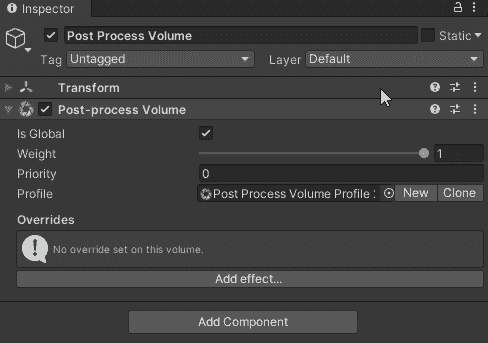 Inspector
Post Process Volume
Static
Tag Untagged Layer Default
Transform
Post-process Volume
Is Global
Weight 1
Priority 0
Profile Post Process Volume Profile New Clone
Overrides
No override set on this volume.
Add effect...
Add Component